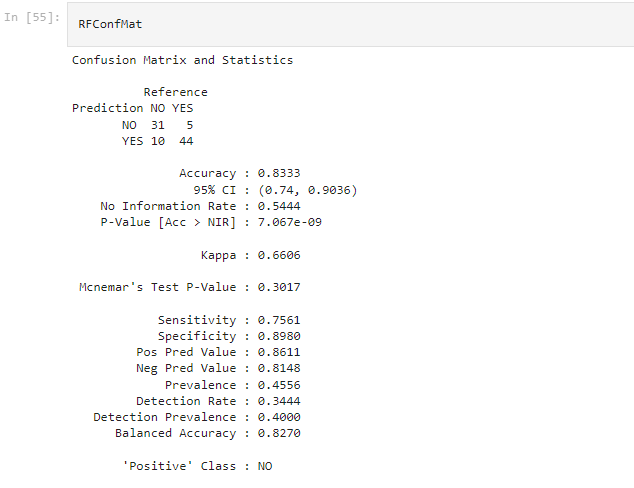 In [55]:
RFConfMat
Confusion Matrix and Statistics
Reference
Prediction NO YES
NO 31 5
YES 10 44
Accuracy : 0.8333
95% CI : (0.74, 0.9036)
No Information Rate : 0.5444
P-Value [Acc > NIR] : 7.067e-09
Kappa : 0.6606
Mcnemar's Test P-Value : 0.3017
Sensitivity : 0.7561
Specificity : 0.8980
Pos Pred Value : 0.8611
Neg Pred Value : 0.8148
Prevalence : 0.4556
Detection Rate : 0.3444
Detection Prevalence : 0.4000
Balanced Accuracy : 0.8270
'Positive' Class : NO